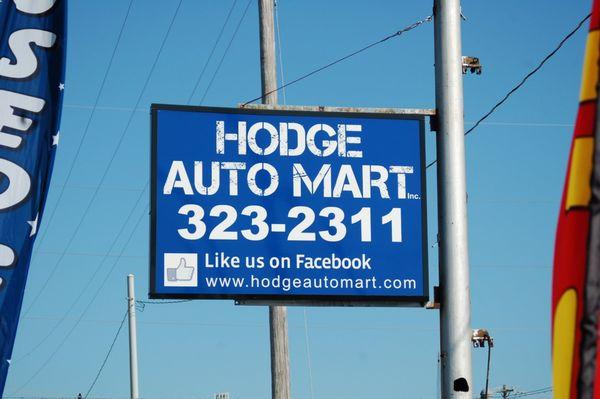 HODGE
AUTO MART Inc.
323-2311
Like us on Facebook
www.hodgeautomart.com